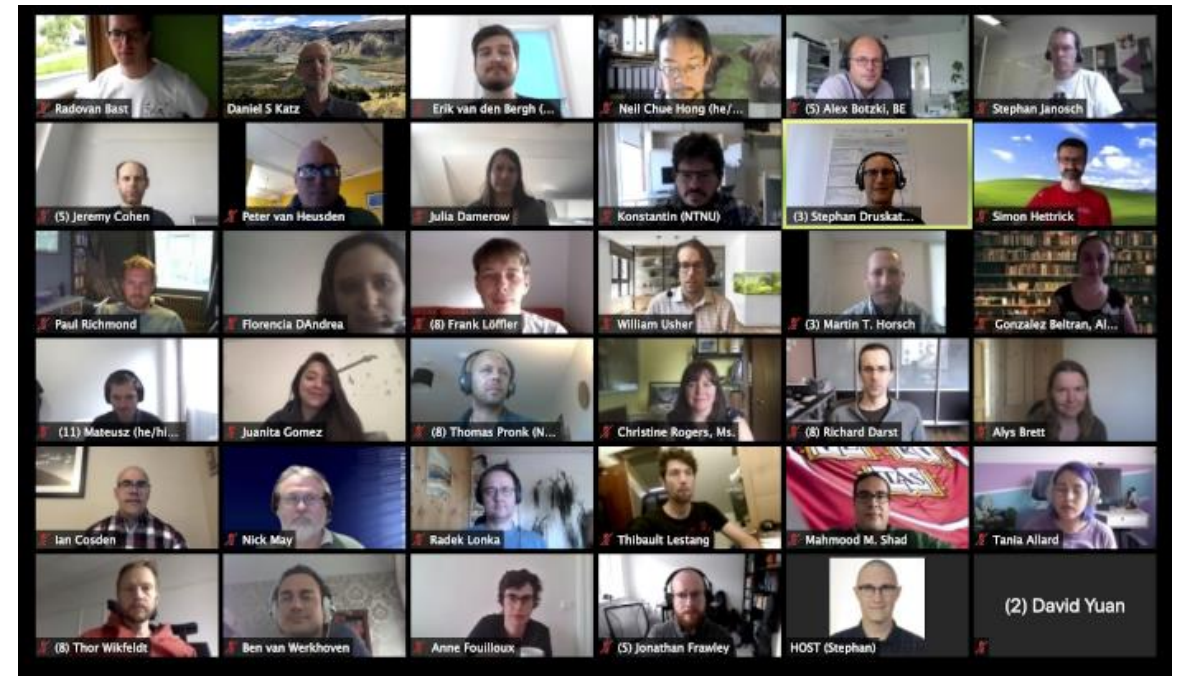 Radovan Bast
Daniel S Katz
Erik van den Bergh (...
Neil Chue Hong (he/...
(5) Alex Botzki, BE
Stephan Janosch
(5) Jeremy Cohen
Peter van Heusden
Julia Damerow
Konstantin (NTNU)
(3) Stephan Druskat...
Simon Hettrick
Paul Richmond
Florencia DAndrea
(8) Frank Löffler
William Usher
(3) Martin T. Horsch
Gonzalez Beltran, Al...
(11) Mateusz (he/hi...
Juanita Gomez
(8) Thomas Pronk (N...
Christine Rogers, Ms.
(8) Richard Darst
Alys Brett
TAS
Ian Cosden
Nick May
Radek Lonka
Thibault Lestang
Mahmood M. Shad
Tania Allard
(2) David Yuan
(8) Thor Wikfeldt
Ben van Werkhoven
Anne Fouilloux
(5) Jonathan Frawley
HOST (Stephan)